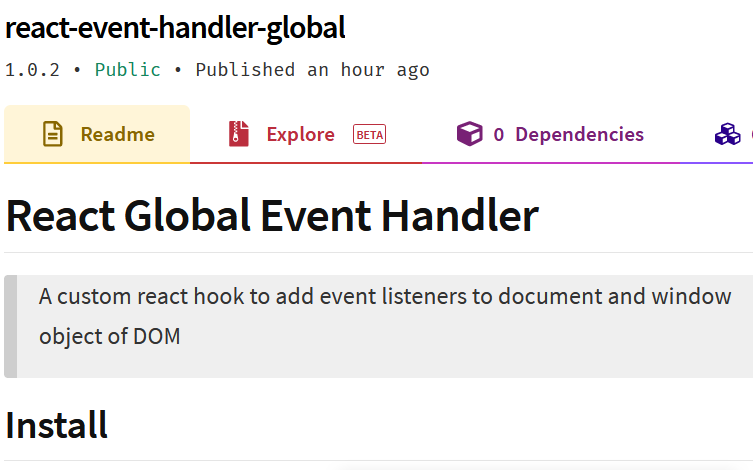 react-event-handler-global
1.0.2 • Public • Published an hour ago
Readme Explore BETA 0 Dependencies
React Global Event Handler
A custom react hook to add event listeners to document and window
object of DOM
Install